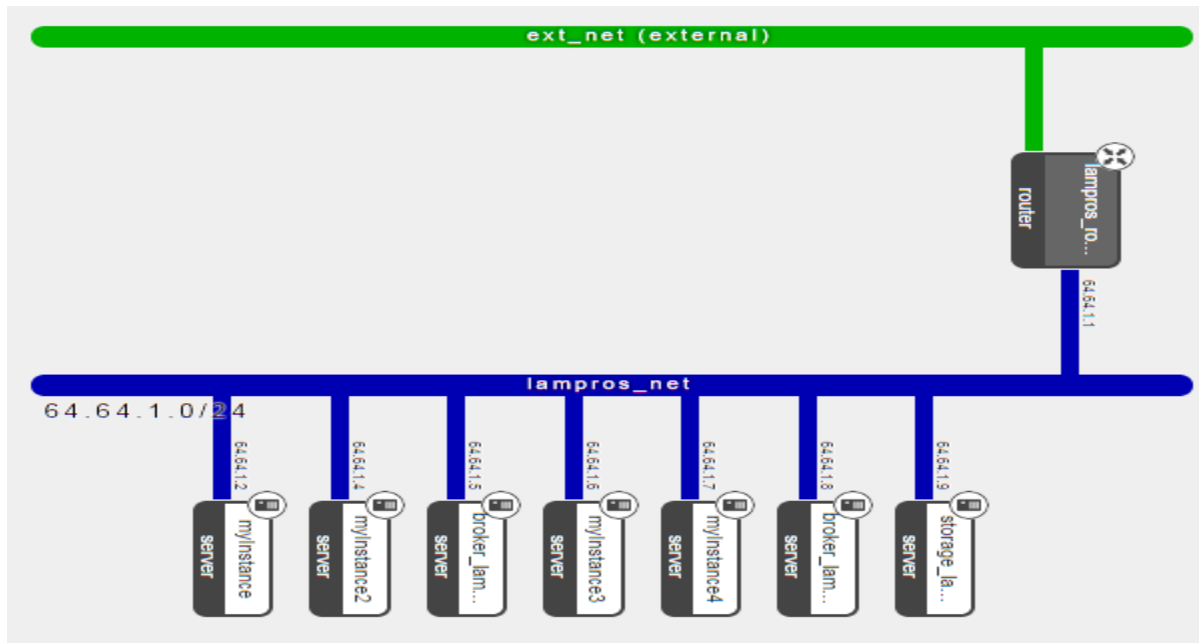 ext_net (external)
lampros_ro...
router
64.64.1.1
lampros_net
64.64.1.0/24
64.64.1.2
myInstance
server
64.64.1.4
myInstance2
server
64.64.1.5
broker_lam...
server
64.64.1.6
myInstance3
server
64.64.1.7
myInstance4
server
64.64.1.8
broker_lam...
server
64.64.1.9
storage_la...
server